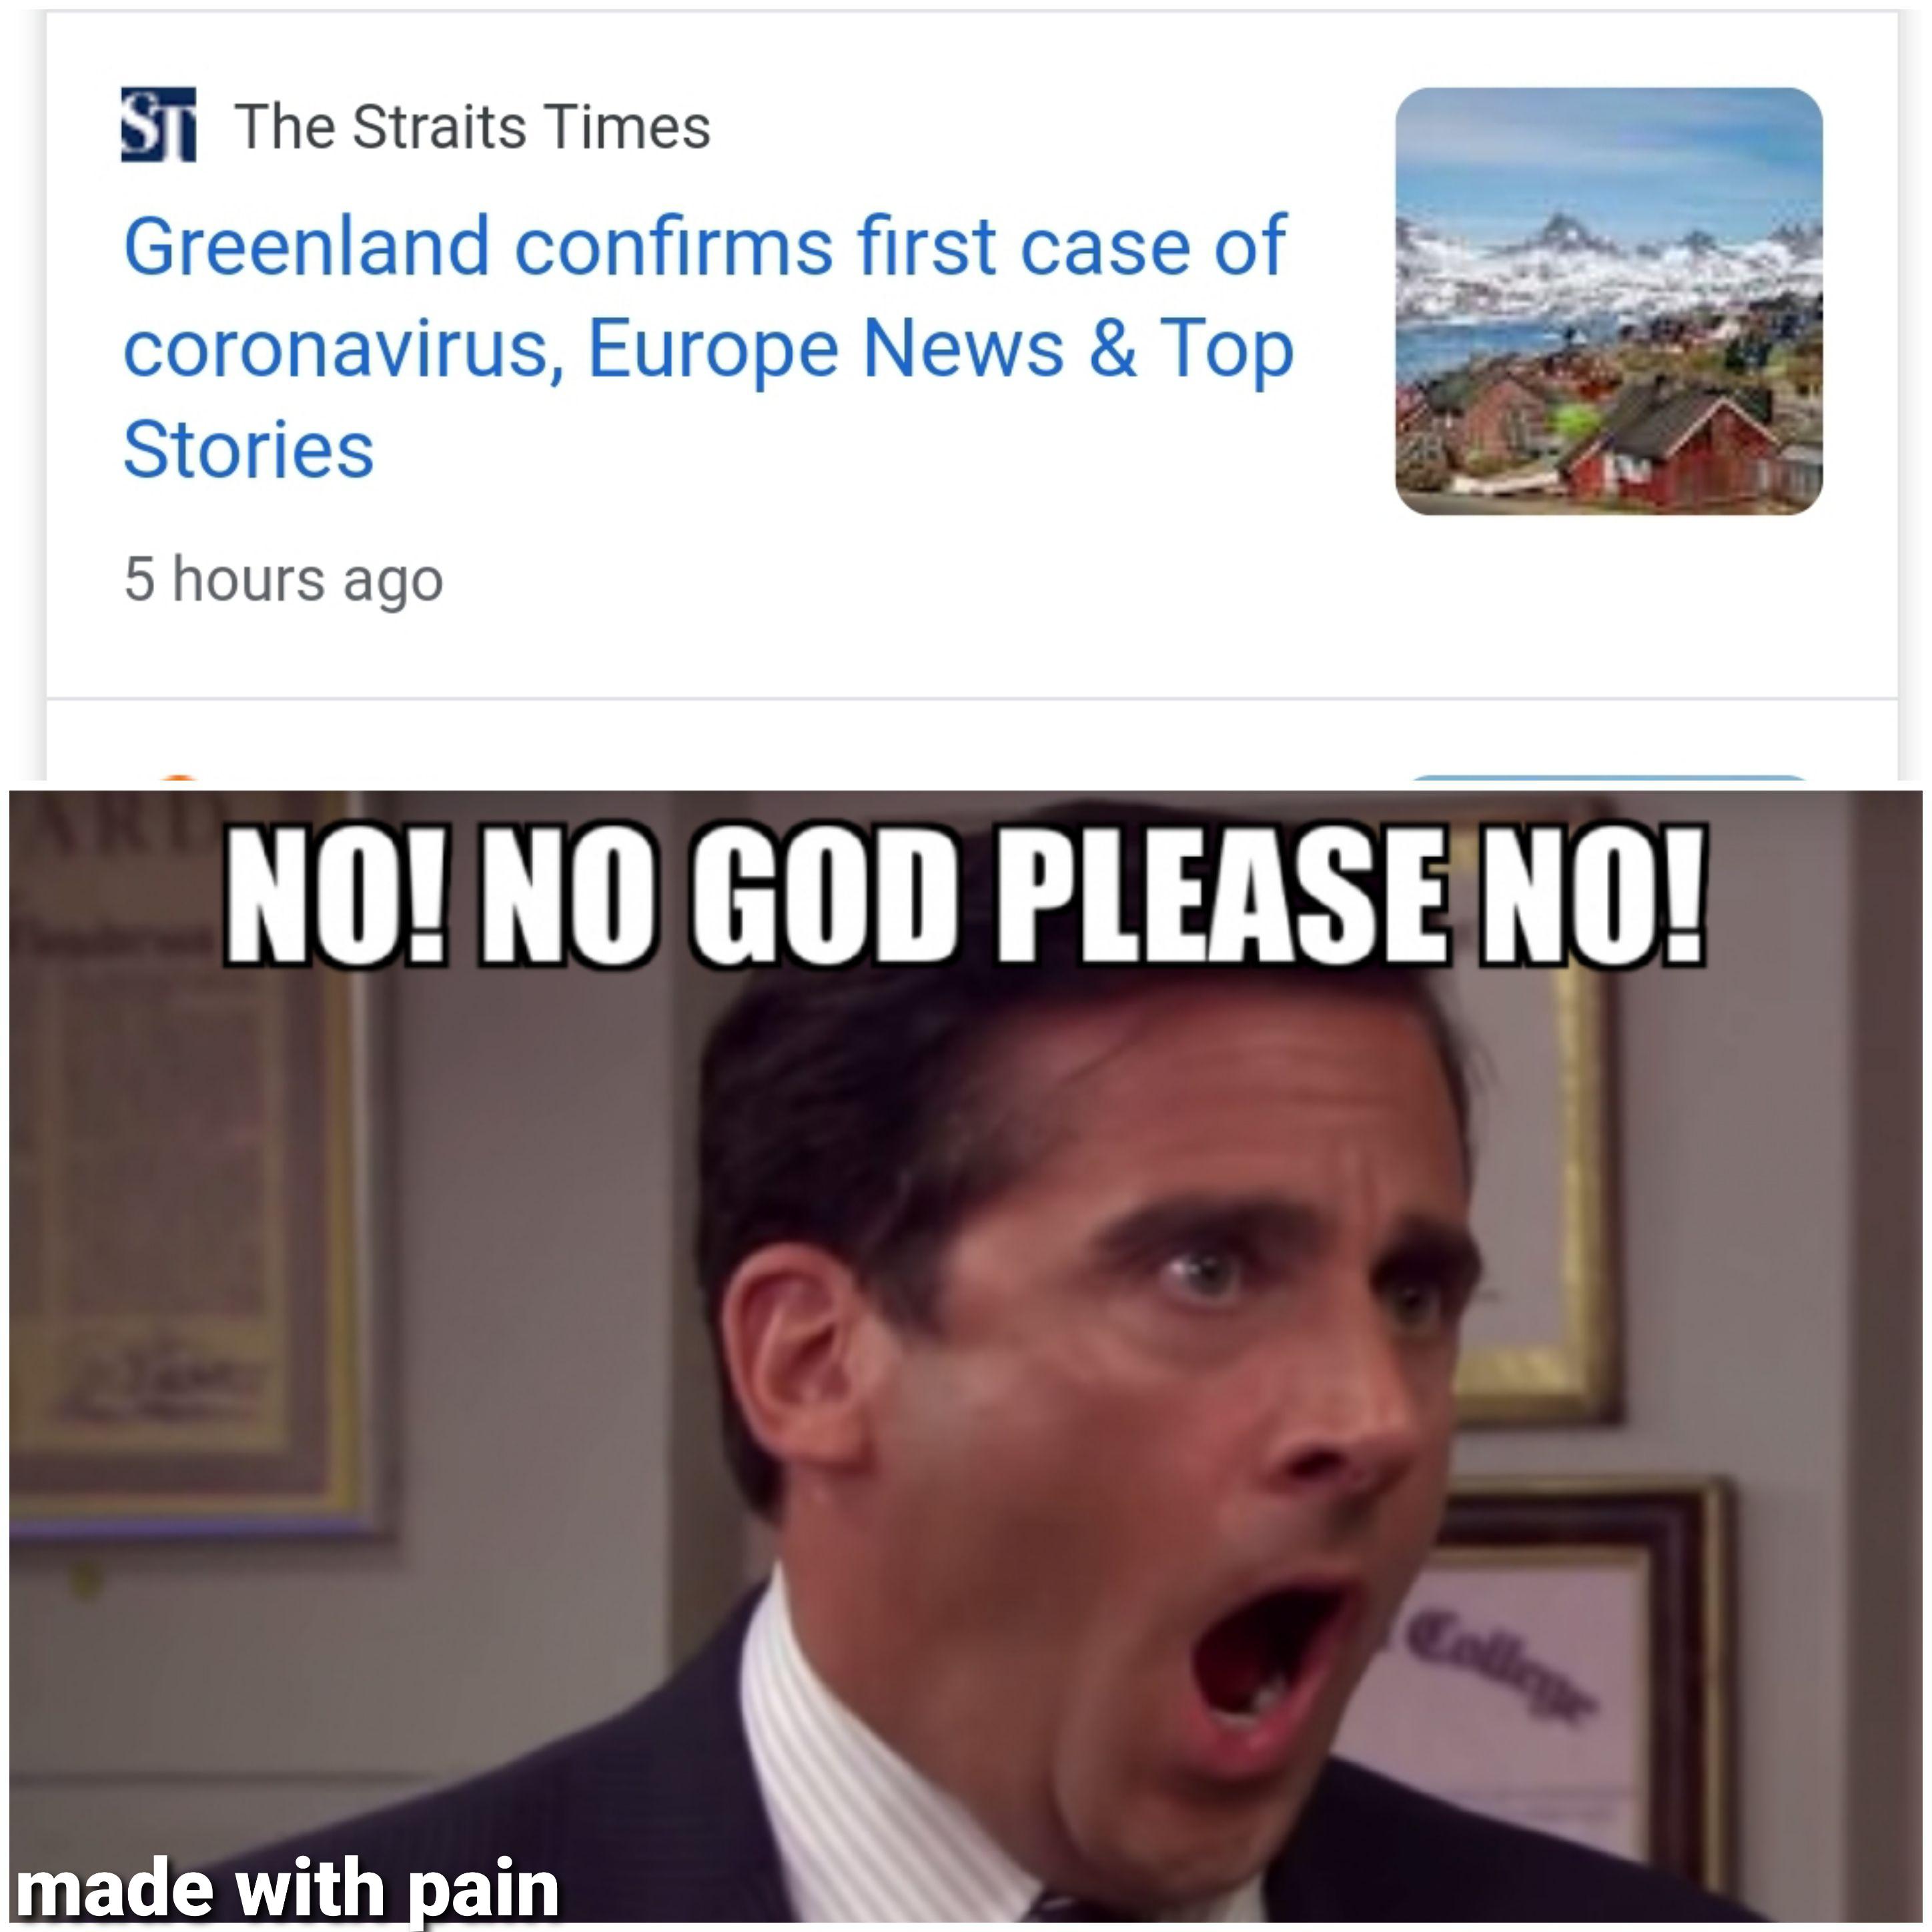 ST The Straits Times
Greenland confirms first case of
coronavirus, Europe News & Top
Stories
5 hours ago
NO! NO GOD PLEASE NO!
College
made with pain